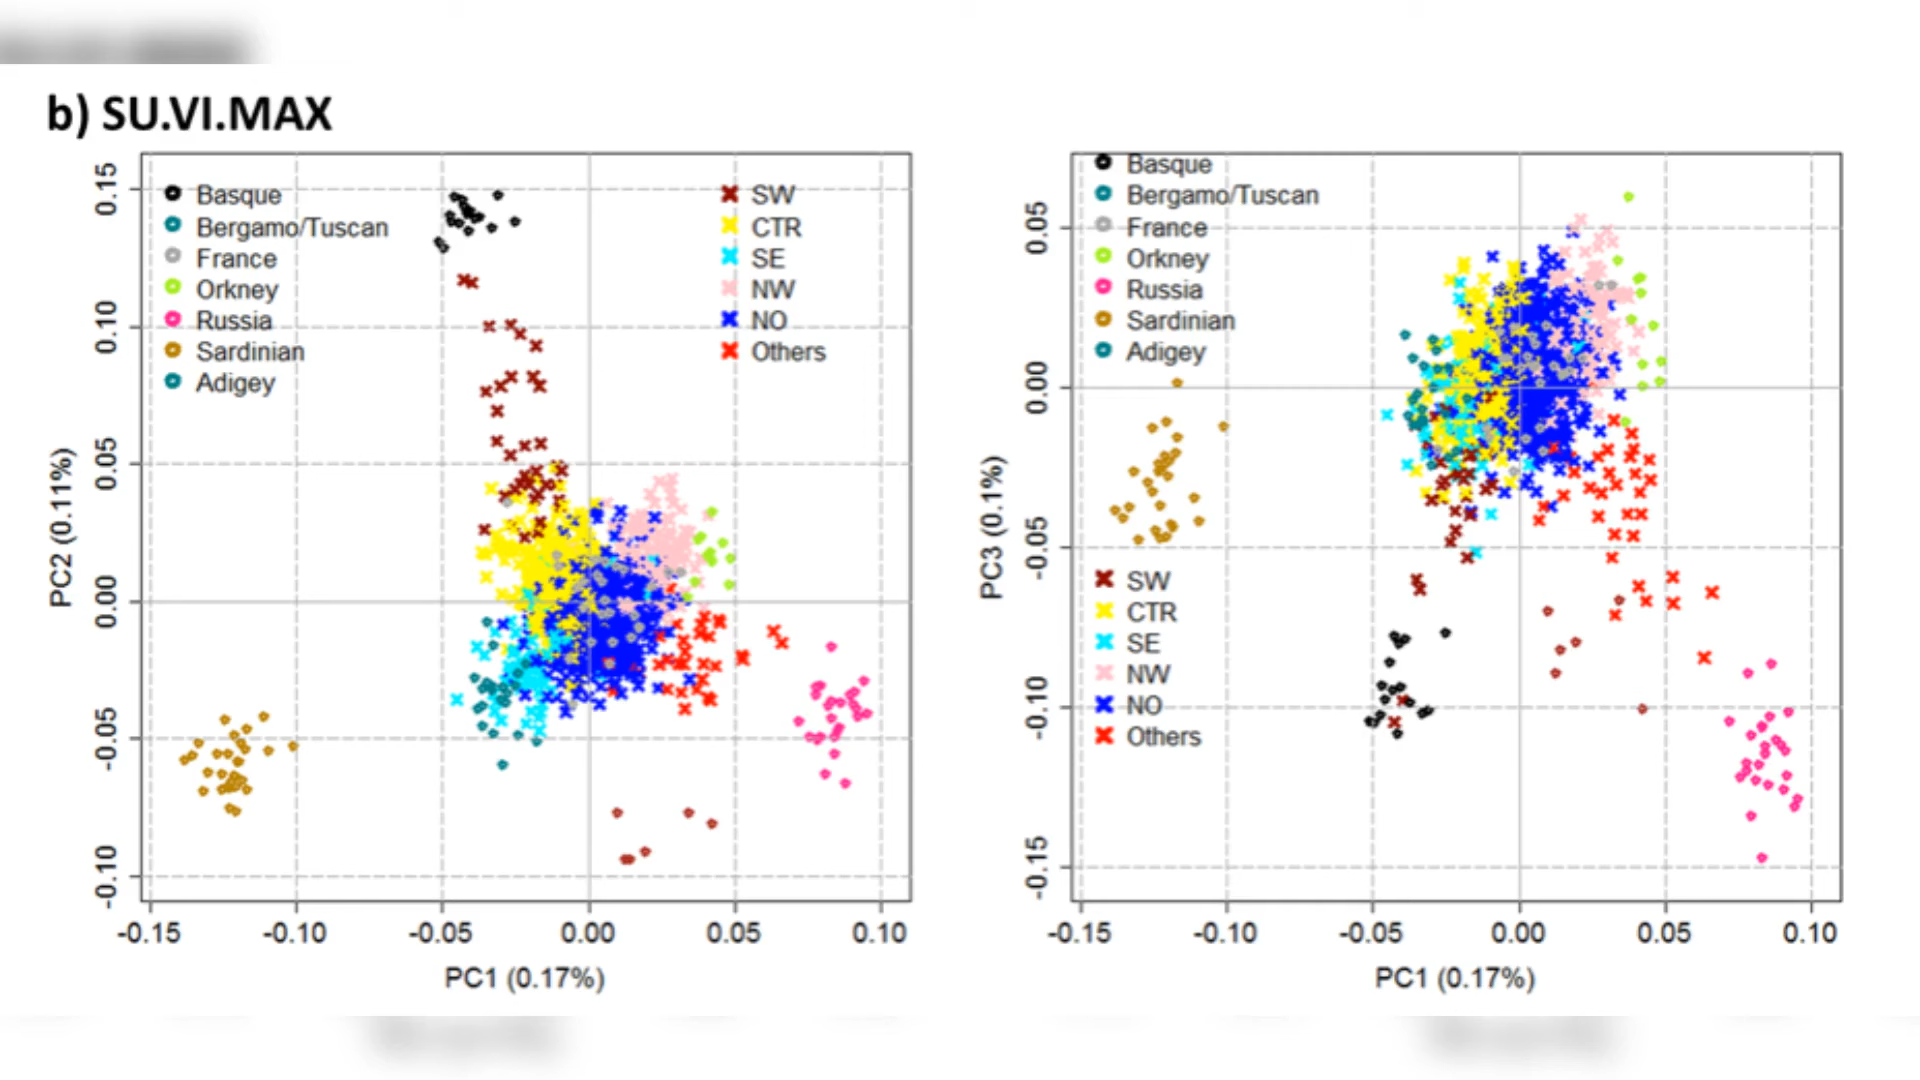 b) SU.VI.MAX
0.15
0.10
0.05
0.00
-0.05
-0.10
PC2 (0.11%)
Basque
Bergamo/Tuscan
France
Orkney
Russia
Sardinian
Adigey
SW
CTR
SE
NW
NO
Others
-0.15 -0.10 -0.05 0.00 0.05 0.10
PC1 (0.17%)
0.05
0.00
-0.05
-0.10
-0.15
PC3 (0.1%)
Basque
Bergamo/Tuscan
France
Orkney
Russia
Sardinian
Adigey
SW
CTR
SE
NW
NO
Others
-0.15 -0.10 -0.05 0.00 0.05 0.10
PC1 (0.17%)